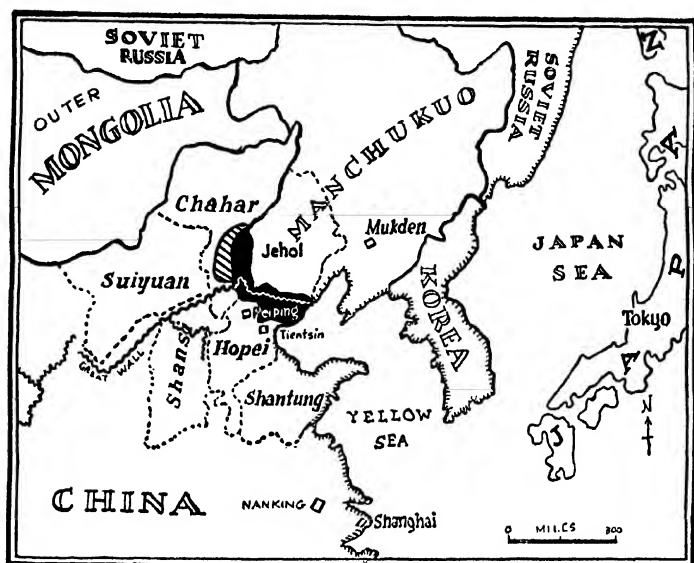 SOVIET
RUSSIA
OUTER
MONGOLIA
SOVIET
RUSSIA
MANCHUKUO
Chahar
Jehol
Mukden
Suiyuan
JAPAN
SEA
KOREA
JAPAN
Tokyo
Peiping
Tientsin
GREAT WALL
Shansi
Hopei
Shantung
YELLOW
SEA
N
CHINA
NANKING
Shanghai
0 MILES 300